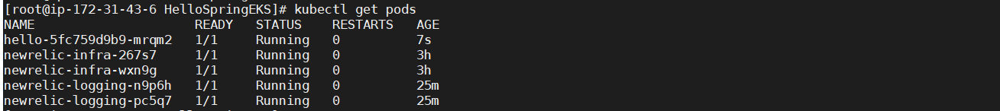 [root@ip-172-31-43-6 HelloSpringEKS]# kubectl get pods
NAME READY STATUS RESTARTS AGE
hello-5fc759d9b9-mrqm2 1/1 Running 0 7s
newrelic-infra-267s7 1/1 Running 0 3h
newrelic-infra-wxn9g 1/1 Running 0 3h
newrelic-logging-n9p6h 1/1 Running 0 25m
newrelic-logging-pc5q7 1/1 Running 0 25m